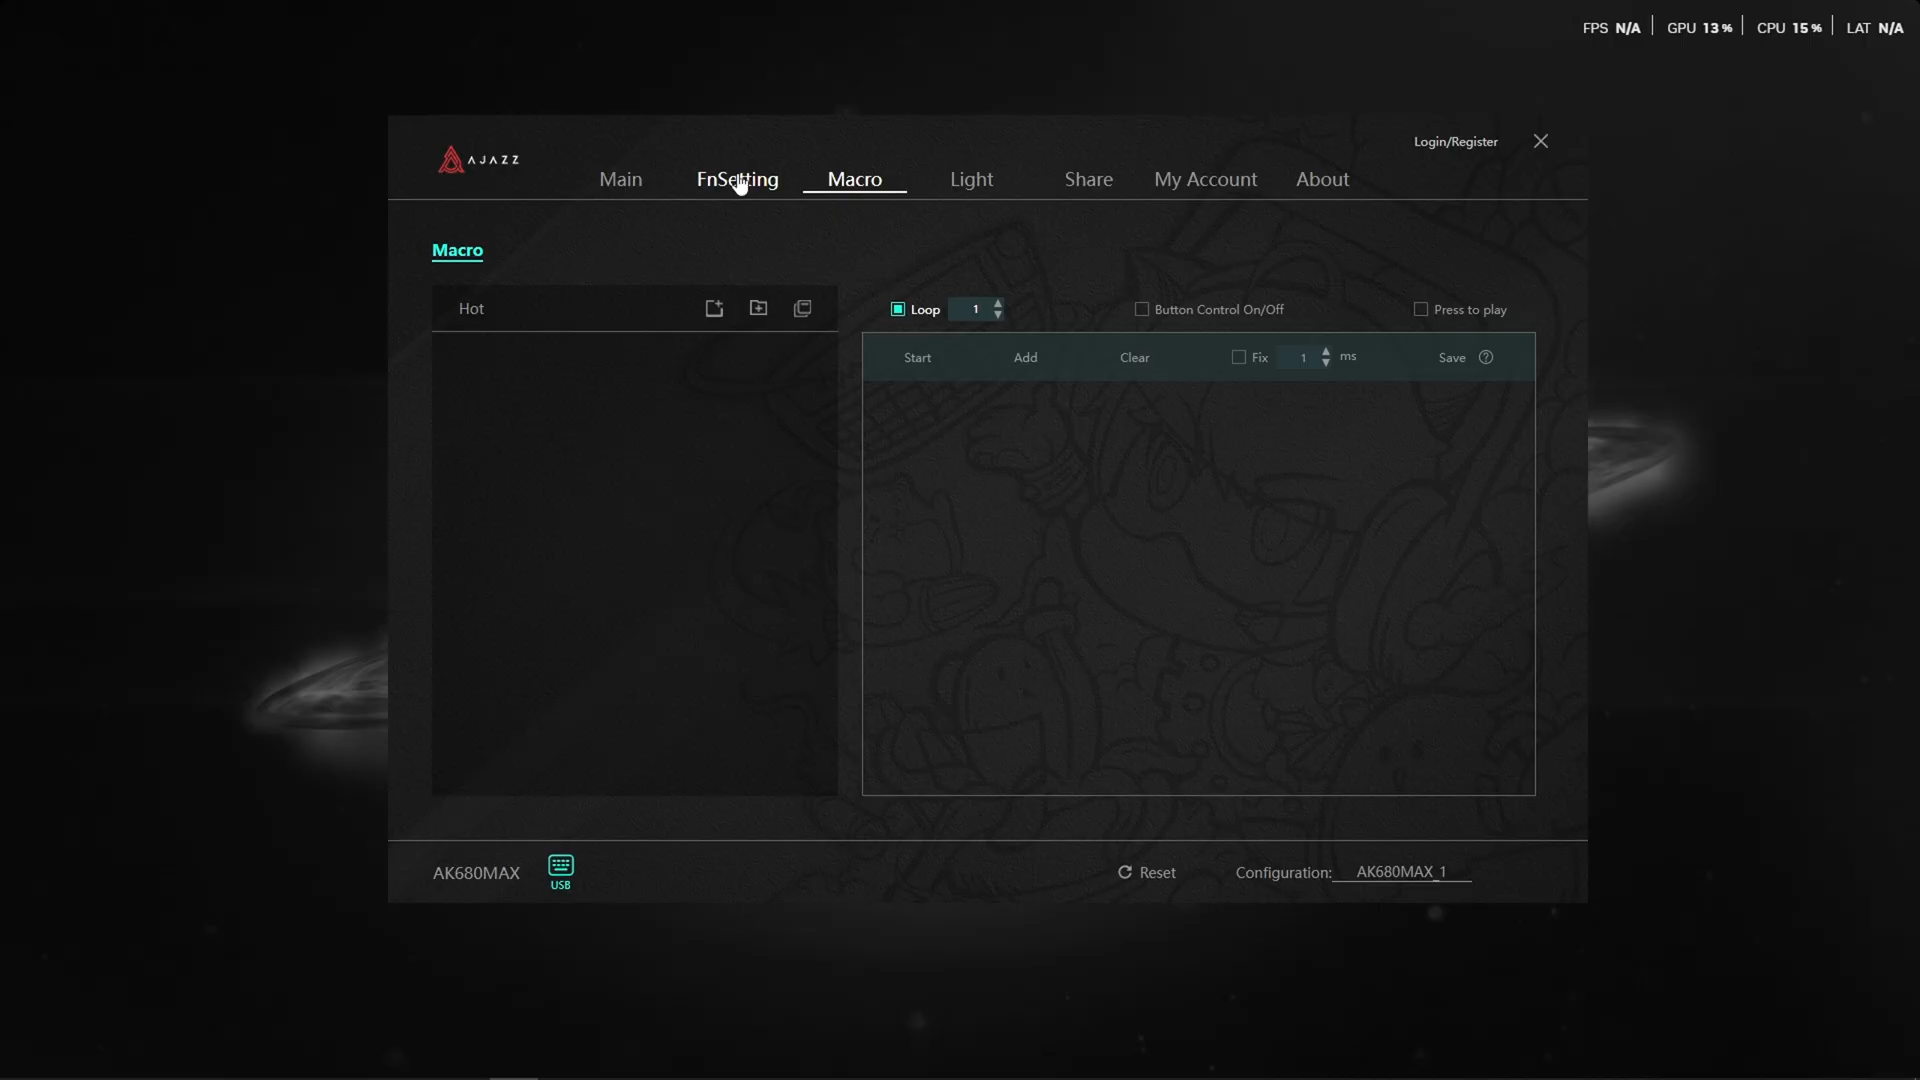 FPS N/A GPU 13% CPU 15% LAT N/A
Login/Register
AJAZZ
Main FnSetting Macro Light Share My Account About
Macro
Hot
Loop 1 Button Control On/Off Press to play
Start Add Clear Fix 1 ms Save
AK680MAX
USB
Reset Configuration: AK680MAX_1